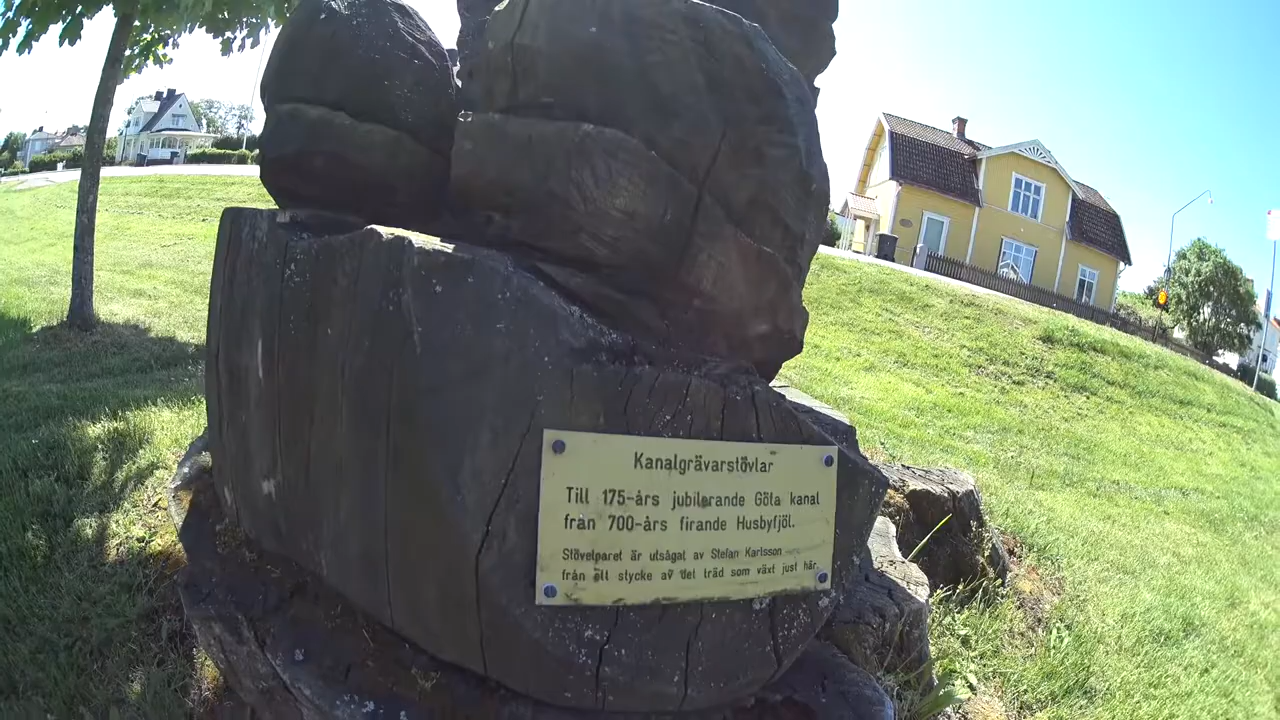 Kanalgrävarstövlar
Till 175-års jubilerande Göta kanal
från 700-års firande Husbyfjöl.
Stövelparet är utsågat av Stefan Karlsson
från ett stycke av det träd som växt just här.